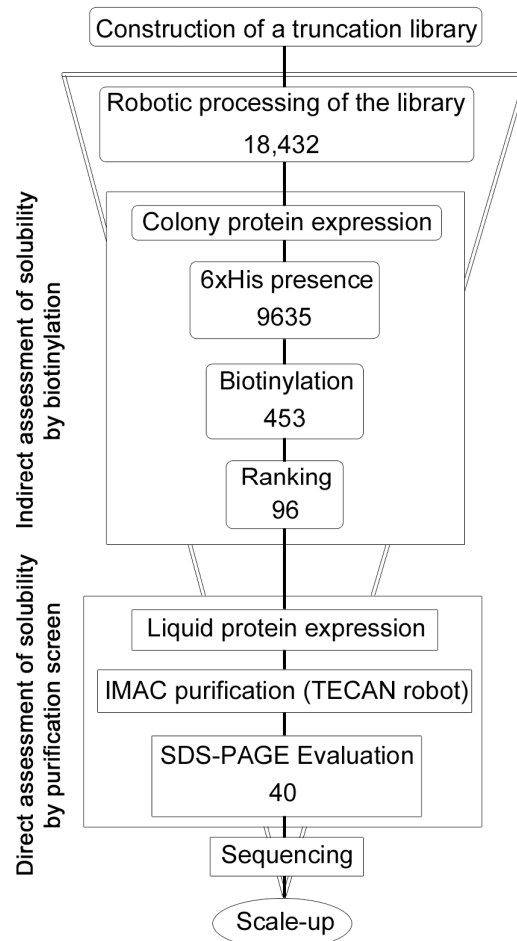 Construction of a truncation library
Robotic processing of the library
18,432
Indirect assessment of solubility
by biotinylation
Colony protein expression
6xHis presence
9635
Biotinylation
453
Ranking
96
Direct assessment of solubility
by purification screen
Liquid protein expression
IMAC purification (TECAN robot)
SDS-PAGE Evaluation
40
Sequencing
Scale-up